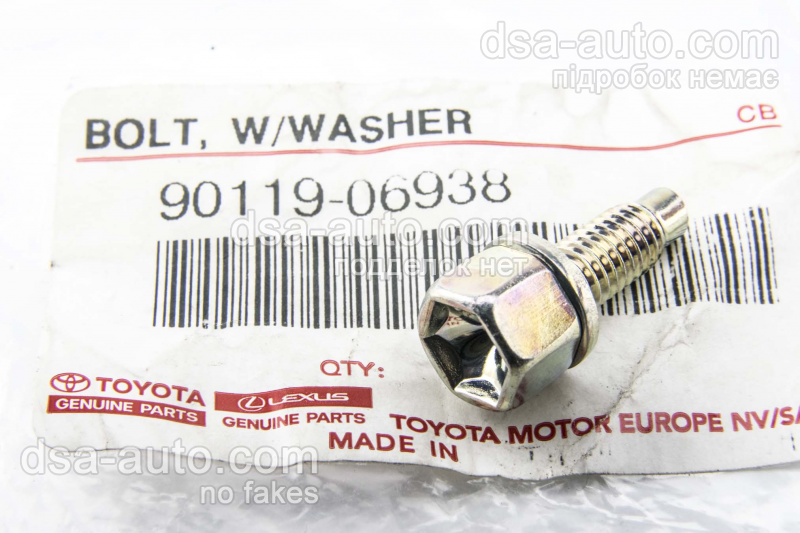 dsa-auto.com
підробок немає
BOLT, W/WASHER
CB
90119-06938
dsa-auto.com
подделок нет
QTY:
TOYOTA
GENUINE PARTS
LEXUS
GENUINE PARTS
TOYOTA MOTOR EUROPE NV/SA
MADE IN
dsa-auto.com
no fakes